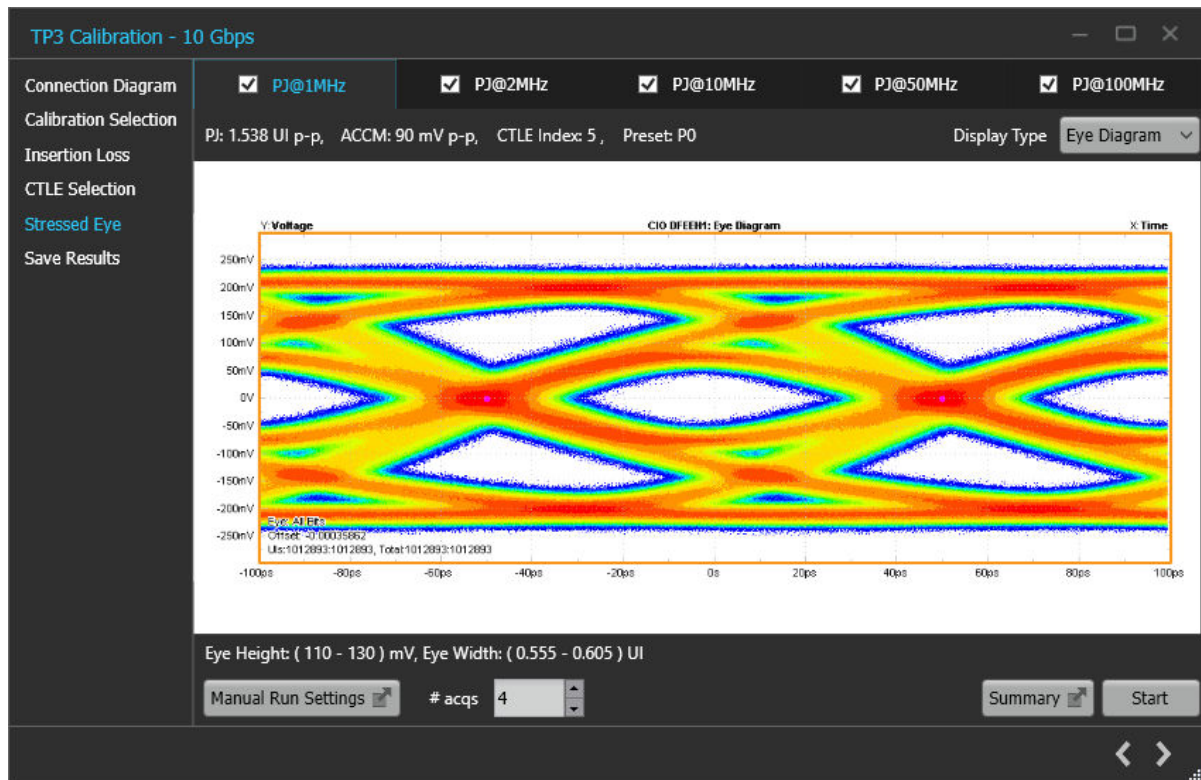 TP3 Calibration - 10 Gbps
Connection Diagram
Calibration Selection
Insertion Loss
CTLE Selection
Stressed Eye
Save Results
PJ@1MHz PJ@2MHz PJ@10MHz PJ@50MHz PJ@100MHz
PJ: 1.538 UI p-p, ACCM: 90 mV p-p, CTLE Index: 5 , Preset: P0 Display Type Eye Diagram
Y: Voltage CIO DFEEH1: Eye Diagram X: Time
250mV
200mV
150mV
100mV
50mV
0V
-50mV
-100mV
-150mV
-200mV
-250mV
Eye: All Bits
Offset: -0.00035862
UIs:1012893:1012893, Total:1012893:1012893
-100ps -80ps -60ps -40ps -20ps 0s 20ps 40ps 60ps 80ps 100ps
Eye Height: ( 110 - 130 ) mV, Eye Width: ( 0.555 - 0.605 ) UI
Manual Run Settings # acqs 4 Summary Start